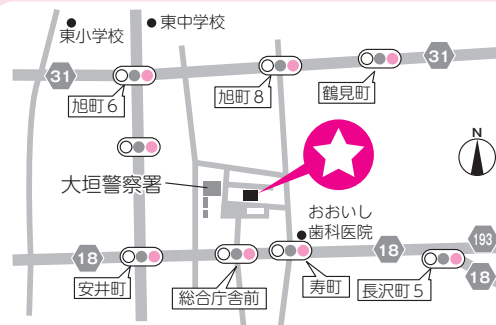 東小学校
東中学校
31
31
旭町6
旭町8
鶴見町
N
大垣警察署
おおいし
歯科医院
193
18
18
18
安井町
総合庁舎前
寿町
長沢町5